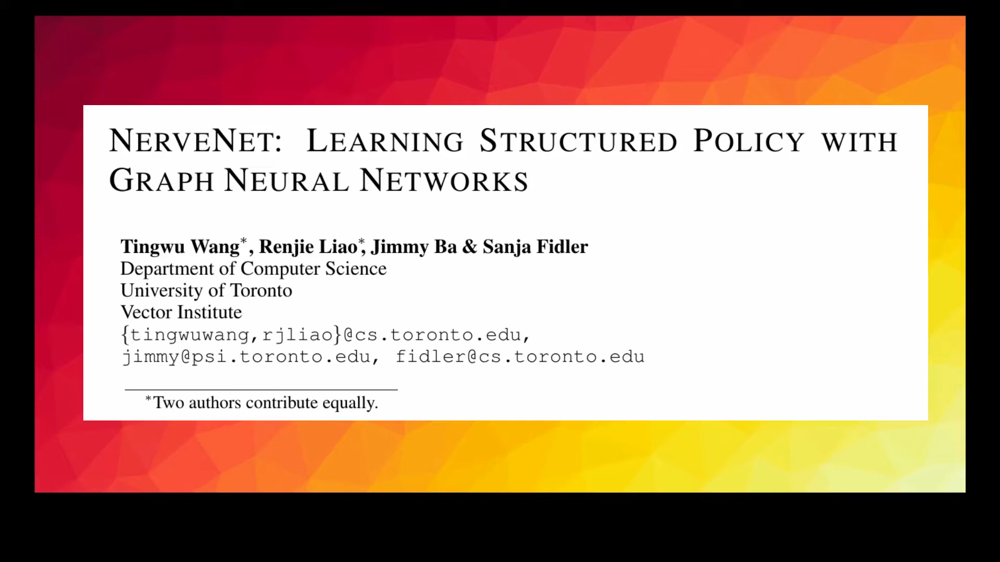 NERVENET: LEARNING STRUCTURED POLICY WITH
GRAPH NEURAL NETWORKS
Tingwu Wang*, Renjie Liao*, Jimmy Ba & Sanja Fidler
Department of Computer Science
University of Toronto
Vector Institute
{tingwuwang,rjliao}@cs.toronto.edu,
jimmy@psi.toronto.edu, fidler@cs.toronto.edu
*Two authors contribute equally.